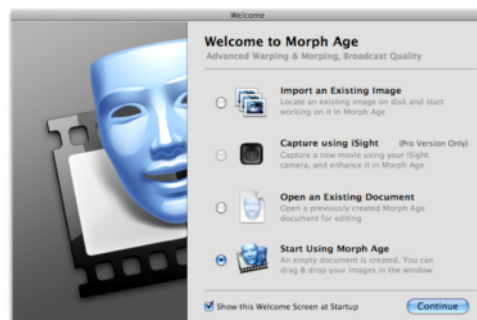 Welcome
Welcome to Morph Age
Advanced Warping & Morping, Broadcast Quality
Import an Existing Image
Locate an existing image on disk and start
working on it in Morph Age
Capture using iSight (Pro Version Only)
Capture a new movie using your iSight
camera, and enhance it in Morph Age
Open an Existing Document
Open a previously created Morph Age
document for editing
Start Using Morph Age
An empty document is created. You can
drag & drop your images in the window
Show this Welcome Screen at Startup
Continue